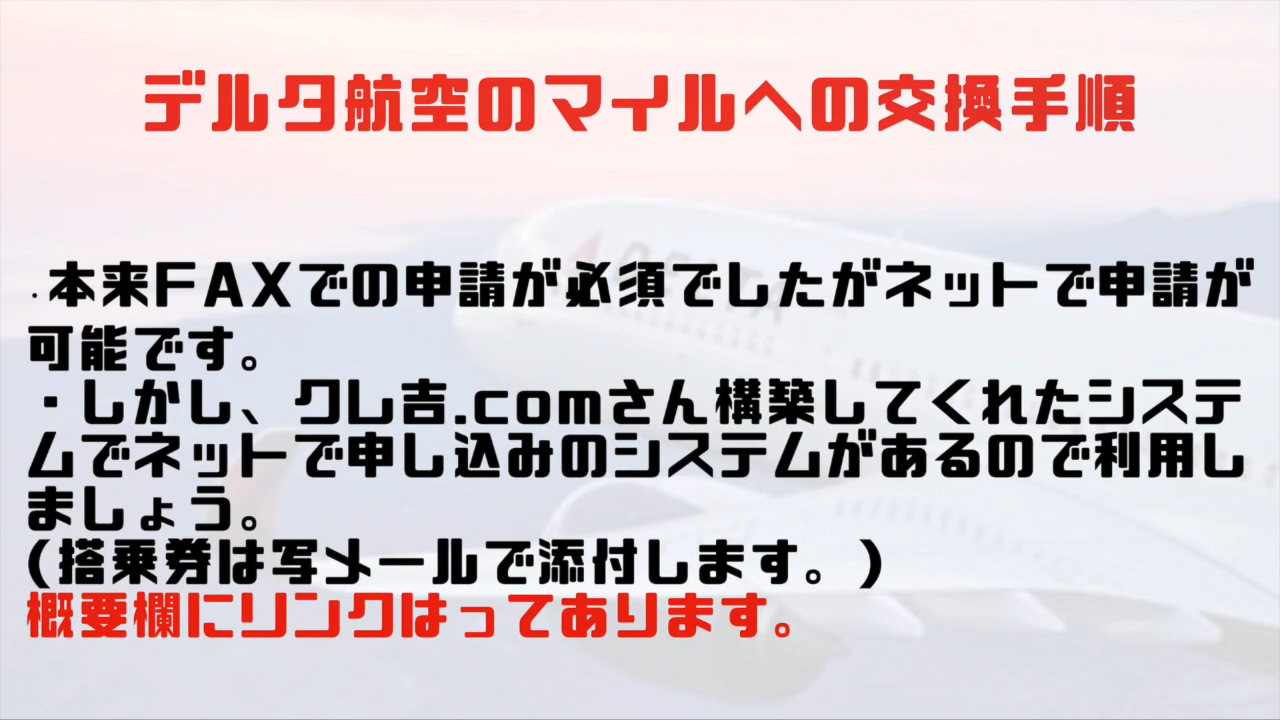 デルタ航空のマイルへの交換手順
・本来FAXでの申請が必須でしたがネットで申請が
可能です。
・しかし、クレ吉.comさん構築してくれたシステ
ムでネットで申し込みのシステムがあるので利用し
ましょう。
(搭乗券は写メールで添付します。)
概要欄にリンクはってあります。
DELTA